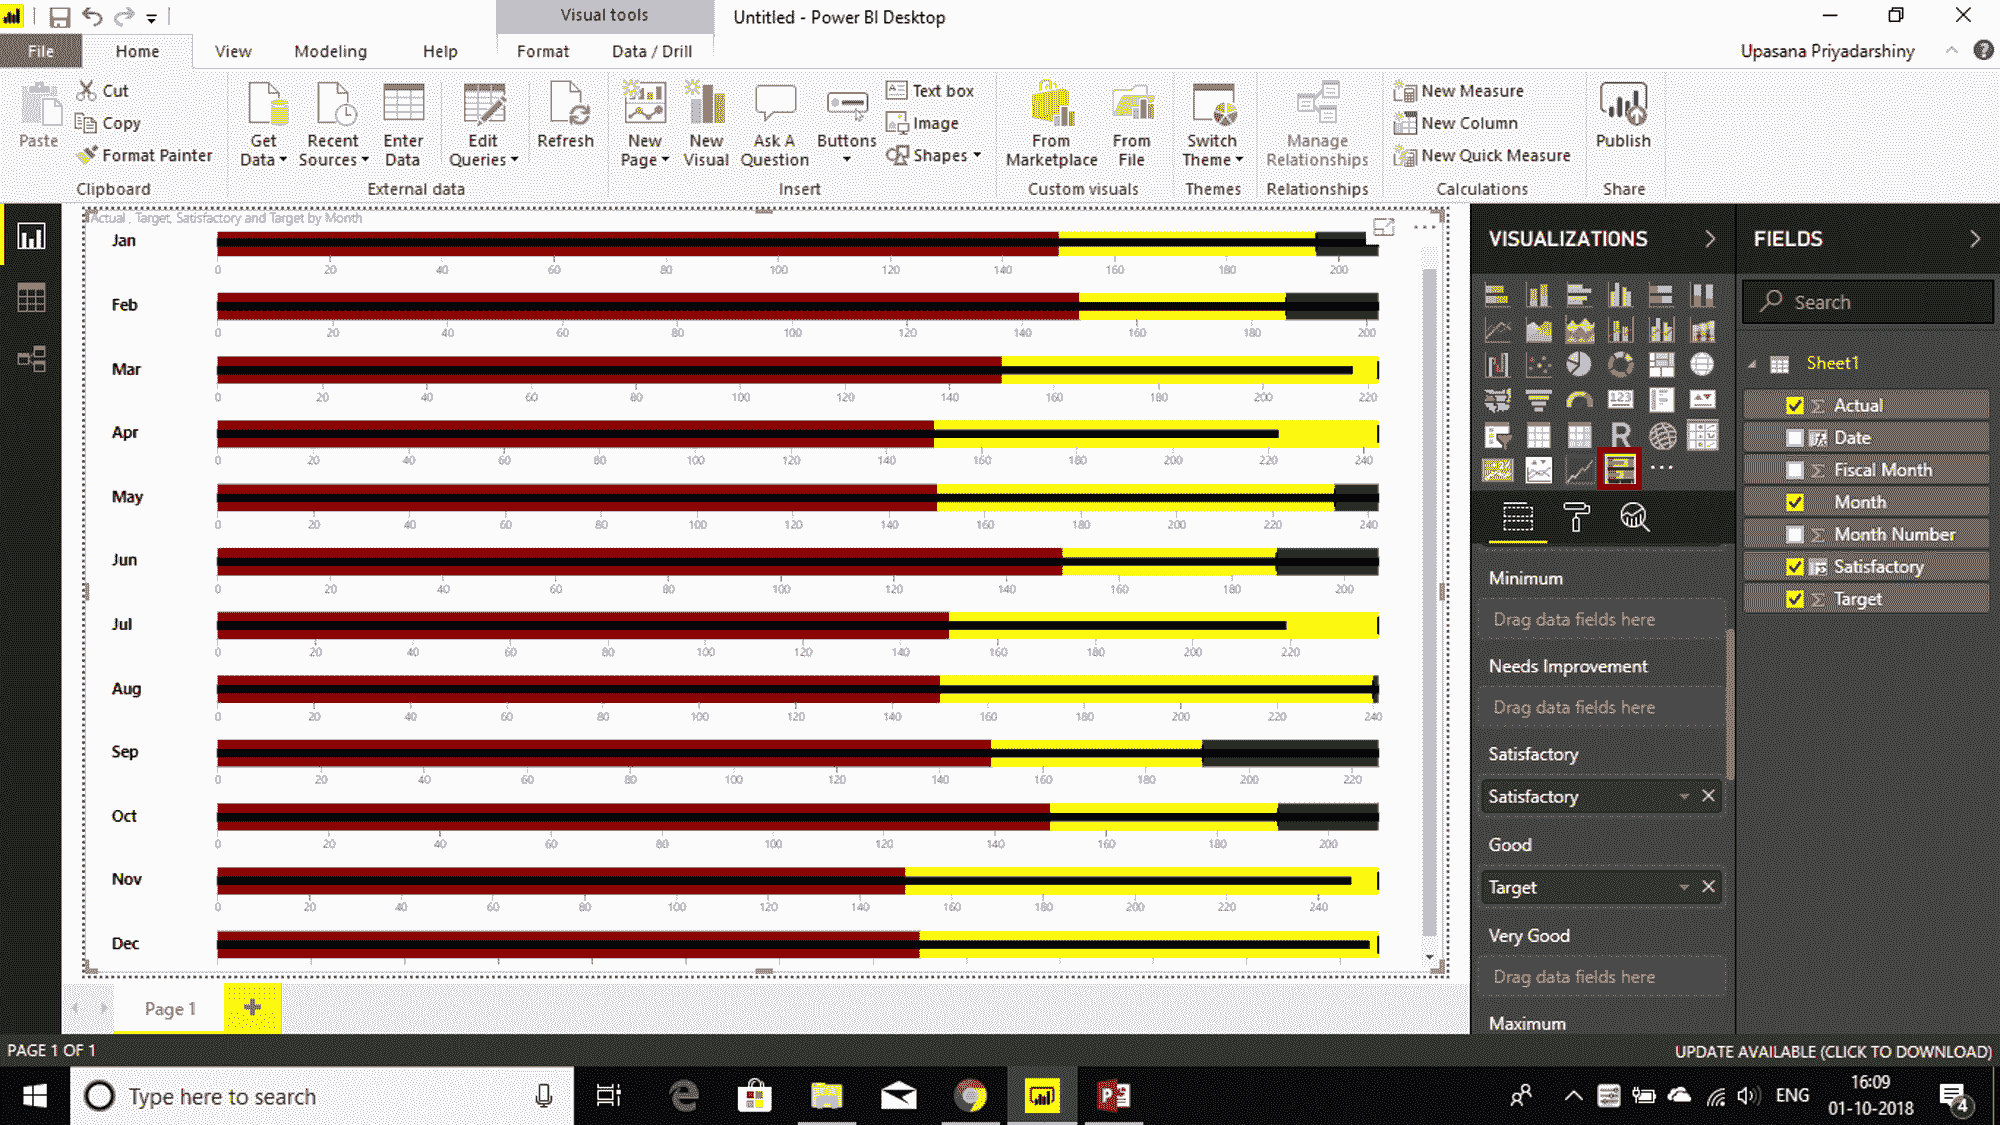 Visual tools
Untitled - Power BI Desktop
File
Home
View
Modeling
Help
Format
Data / Drill
Upasana Priyadarshiny
Paste
Cut
Copy
Format Painter
Clipboard
Get Data
Recent Sources
Enter Data
Edit Queries
Refresh
External data
New Page
New Visual
Ask A Question
Buttons
Text box
Image
Shapes
Insert
From Marketplace
From File
Custom visuals
Switch Theme
Themes
Manage Relationships
Relationships
New Measure
New Column
New Quick Measure
Calculations
Publish
Share
Actual , Target, Satisfactory and Target by Month
Jan
0 20 40 60 80 100 120 140 160 180 200
Feb
0 20 40 60 80 100 120 140 160 180 200
Mar
0 20 40 60 80 100 120 140 160 180 200 220
Apr
0 20 40 60 80 100 120 140 160 180 200 220 240
May
0 20 40 60 80 100 120 140 160 180 200 220 240
Jun
0 20 40 60 80 100 120 140 160 180 200
Jul
0 20 40 60 80 100 120 140 160 180 200 220
Aug
0 20 40 60 80 100 120 140 160 180 200 220 240
Sep
0 20 40 60 80 100 120 140 160 180 200 220
Oct
0 20 40 60 80 100 120 140 160 180 200
Nov
0 20 40 60 80 100 120 140 160 180 200 220 240
Dec
VISUALIZATIONS
123
R
Minimum
Drag data fields here
Needs Improvement
Drag data fields here
Satisfactory
Satisfactory
Good
Target
Very Good
Drag data fields here
Maximum
FIELDS
Search
Sheet1
Actual
Date
Fiscal Month
Month
Month Number
Satisfactory
Target
Page 1
PAGE 1 OF 1
UPDATE AVAILABLE (CLICK TO DOWNLOAD)
Type here to search
ENG
16:09
01-10-2018
4